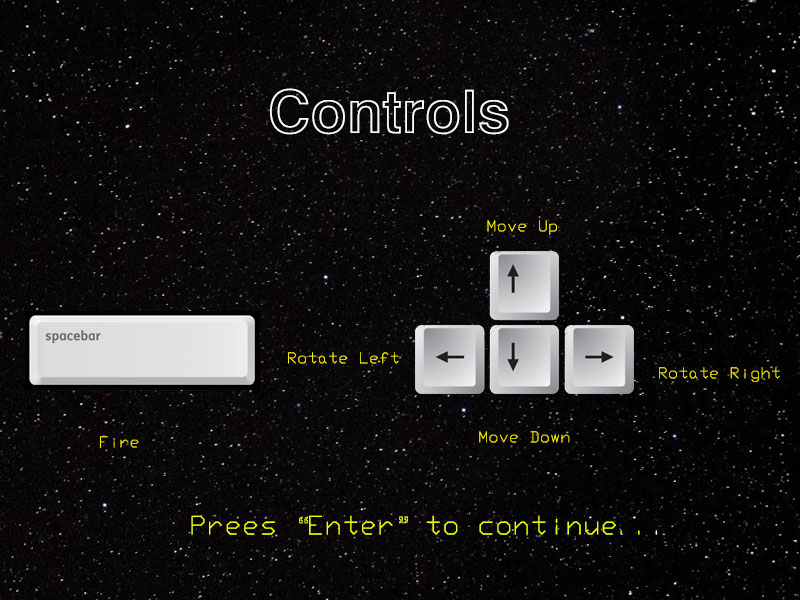 Controls
Move Up
spacebar
Rotate Left
Rotate Right
Fire
Move Down
Prees "Enter" to continue...